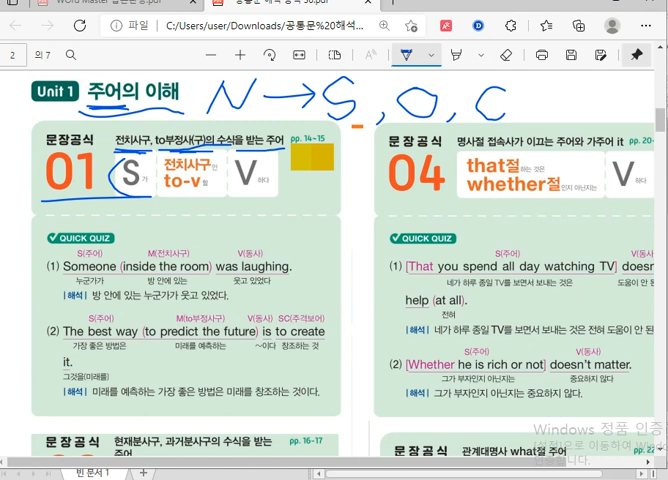 Word Master 립은본.pdf
파일
C:/Users/user/Downloads/공통문%20해석…
2 의 7
Unit 1 주어의 이해
N → S, O, C
문장공식 01
전치사구, to부정사(구)의 수식을 받는 주어 pp. 14-15
S가 전치사구인 to-v할 V하다
QUICK QUIZ
S(주어) M(전치사구) V(동사)
(1) Someone (inside the room) was laughing.
누군가가 방 안에 있는 웃고 있었다
해석 방 안에 있는 누군가가 웃고 있었다.
S(주어) M(to부정사구) V(동사) SC(주격보어)
(2) The best way (to predict the future) is to create
가장 좋은 방법은 미래를 예측하는 ~이다 창조하는 것
it.
그것을(미래를)
해석 미래를 예측하는 가장 좋은 방법은 미래를 창조하는 것이다.
문장공식 04
명사절 접속사가 이끄는 주어와 가주어 it pp. 20-
that절하는 것은 whether절인지 아닌지는 V하다
QUICK QUIZ
S(주어) V(동사)
(1) [That you spend all day watching TV] doesn
네가 하루 종일 TV를 보면서 보내는 것은 도움이 안 된
help (at all).
전혀
해석 네가 하루 종일 TV를 보면서 보내는 것은 전혀 도움이 안 된
S(주어) V(동사)
(2) [Whether he is rich or not] doesn't matter.
그가 부자인지 아닌지는 중요하지 않다
해석 그가 부자인지 아닌지는 중요하지 않다.
문장공식 현재분사구, 과거분사구의 수식을 받는 주어 pp. 16-17
문장공식 관계대명사 what절 주어 pp. 22
Windows 정품 인증
[설정]으로 이동하여 Windows
빈 문서 1